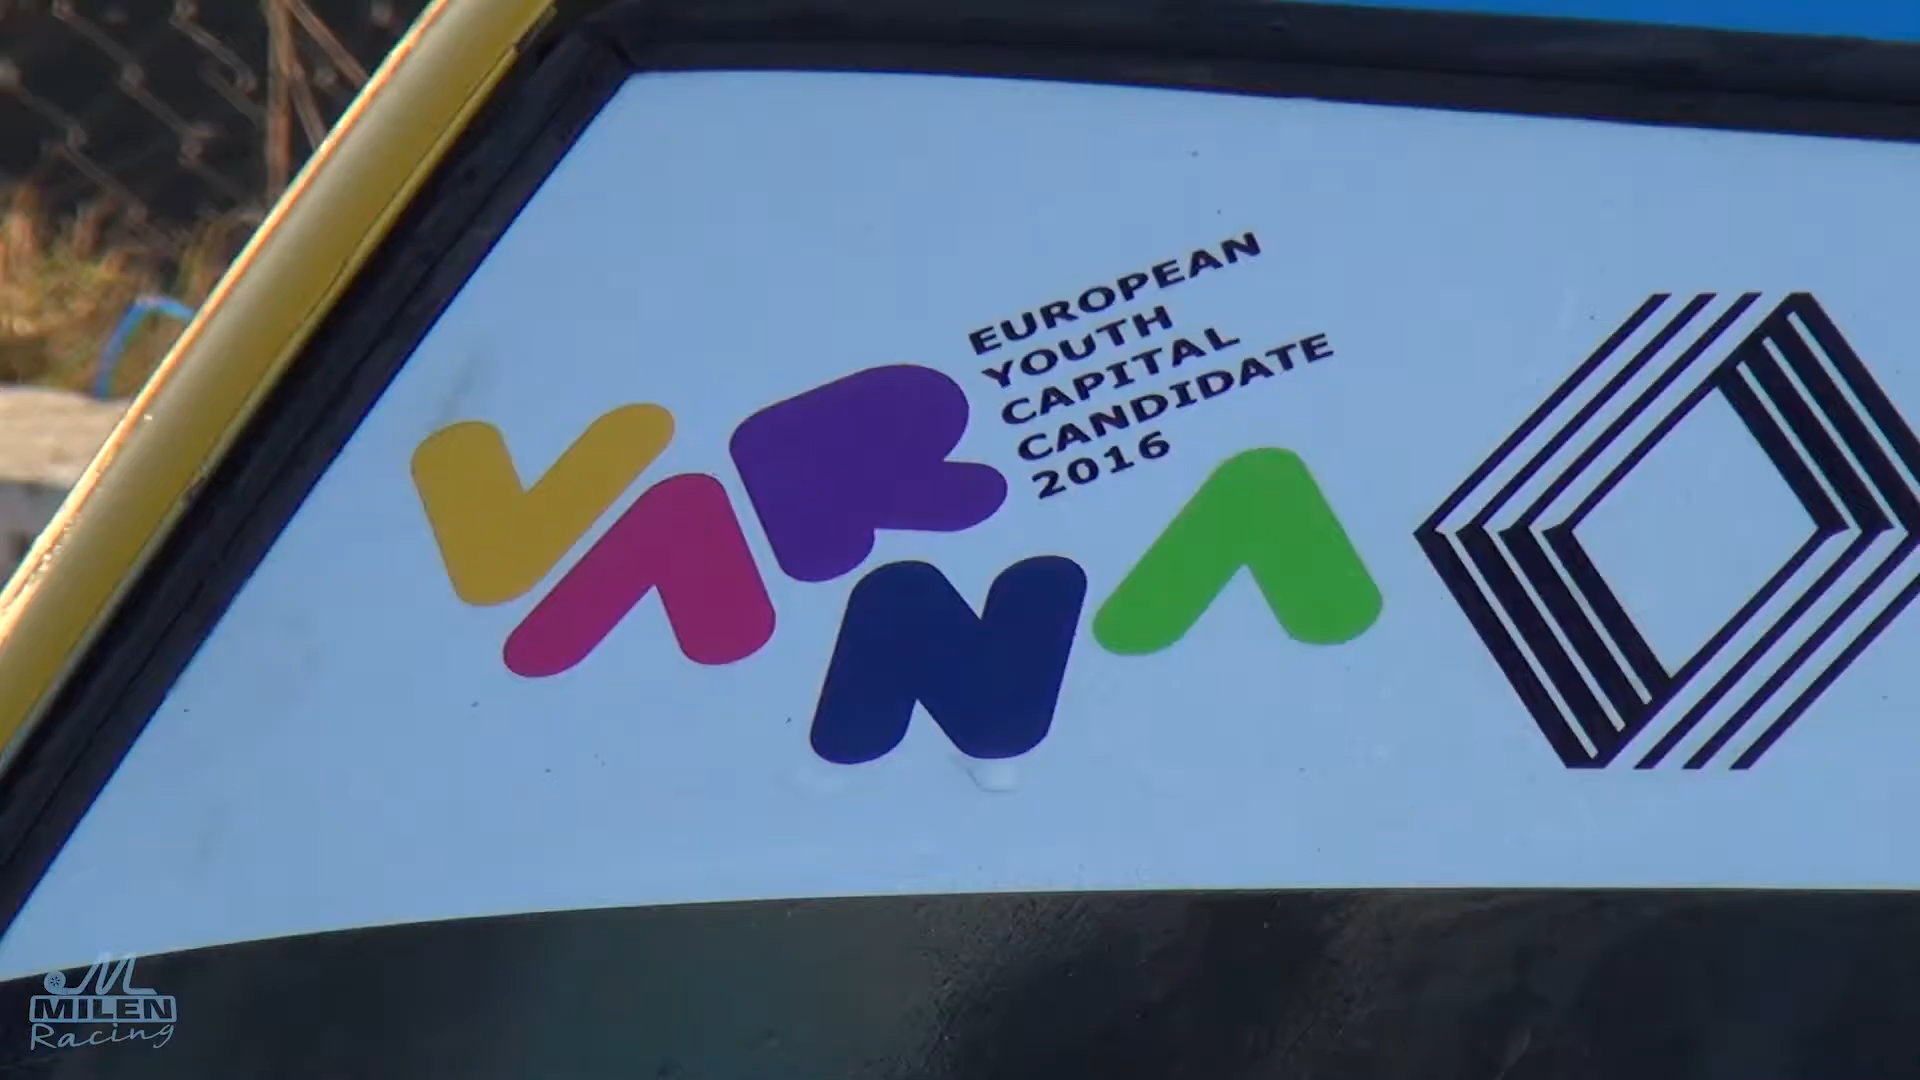 EUROPEAN
YOUTH
CAPITAL
CANDIDATE
2016
VARNA
M
MILEN
Racing